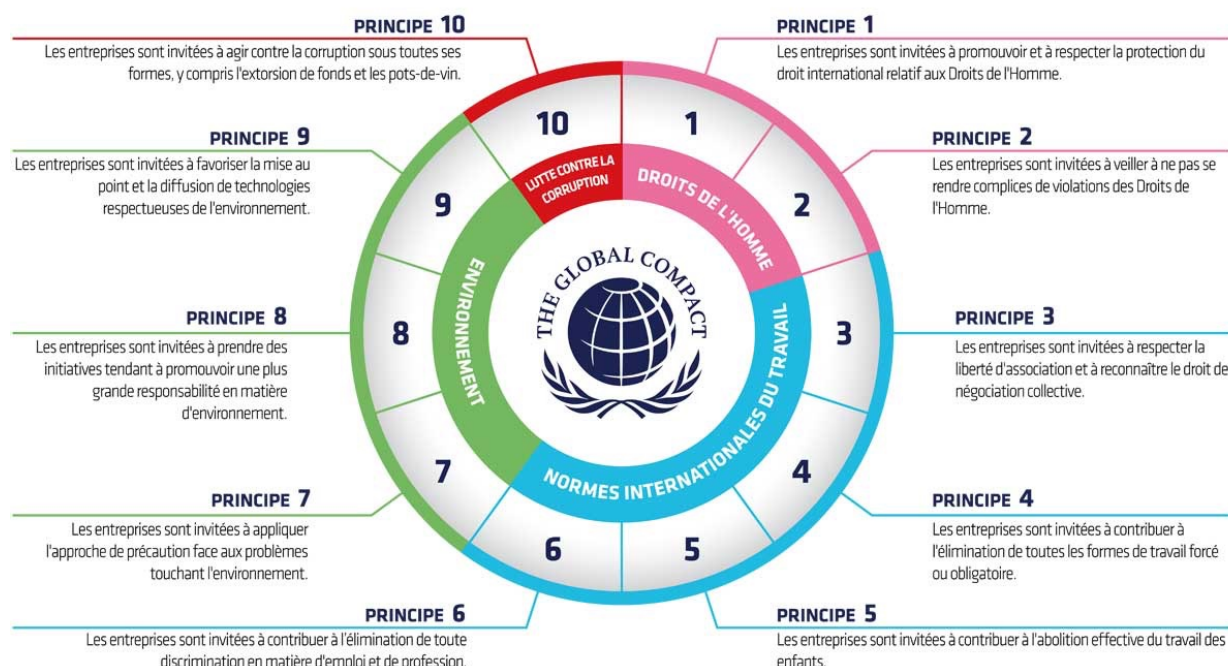 PRINCIPE 10
Les entreprises sont invitées à agir contre la corruption sous toutes ses
formes, y compris l'extorsion de fonds et les pots-de-vin.
PRINCIPE 1
Les entreprises sont invitées à promouvoir et à respecter la protection du
droit international relatif aux Droits de l'Homme.
PRINCIPE 9
Les entreprises sont invitées à favoriser la mise au
point et la diffusion de technologies
respectueuses de l'environnement.
PRINCIPE 2
Les entreprises sont invitées à veiller à ne pas se
rendre complices de violations des Droits de
l'Homme.
PRINCIPE 8
Les entreprises sont invitées à prendre des
initiatives tendant à promouvoir une plus
grande responsabilité en matière
d'environnement.
PRINCIPE 3
Les entreprises sont invitées à respecter la
liberté d'association et à reconnaître le droit de
négociation collective.
PRINCIPE 7
Les entreprises sont invitées à appliquer
l'approche de précaution face aux problèmes
touchant l'environnement.
PRINCIPE 4
Les entreprises sont invitées à contribuer à
l'élimination de toutes les formes de travail forcé
ou obligatoire.
PRINCIPE 6
Les entreprises sont invitées à contribuer à l'élimination de toute
discrimination en matière d'emploi et de profession.
PRINCIPE 5
Les entreprises sont invitées à contribuer à l'abolition effective du travail des
enfants.
10
1
2
3
4
5
6
7
8
9
LUTTE CONTRE LA
CORRUPTION
DROITS DE L'HOMME
NORMES INTERNATIONALES DU TRAVAIL
ENVIRONNEMENT
THE GLOBAL COMPACT